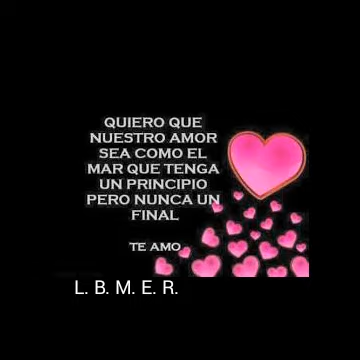 QUIERO QUE
NUESTRO AMOR
SEA COMO EL
MAR QUE TENGA
UN PRINCIPIO
PERO NUNCA UN
FINAL
TE AMO
L. B. M. E. R.